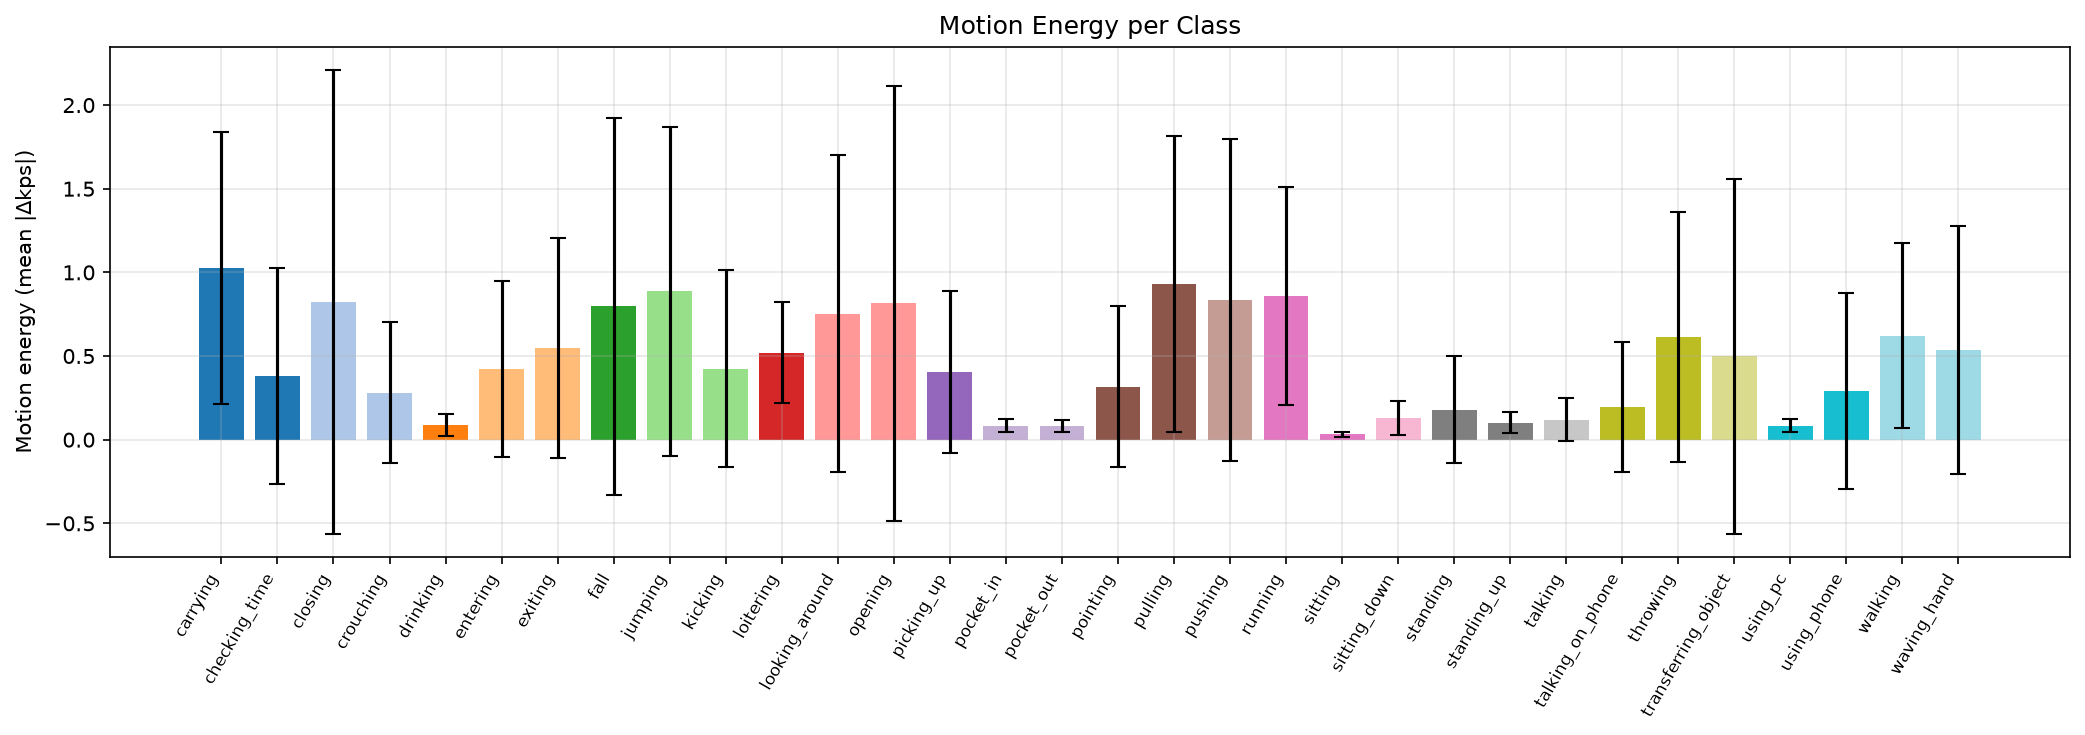 Motion Energy per Class
Motion energy (mean |Δkps|)
2.0
1.5
1.0
0.5
0.0
−0.5
carrying
checking_time
closing
crouching
drinking
entering
exiting
fall
jumping
kicking
loitering
looking_around
opening
picking_up
pocket_in
pocket_out
pointing
pulling
pushing
running
sitting
sitting_down
standing
standing_up
talking
talking_on_phone
throwing
transferring_object
using_pc
using_phone
walking
waving_hand